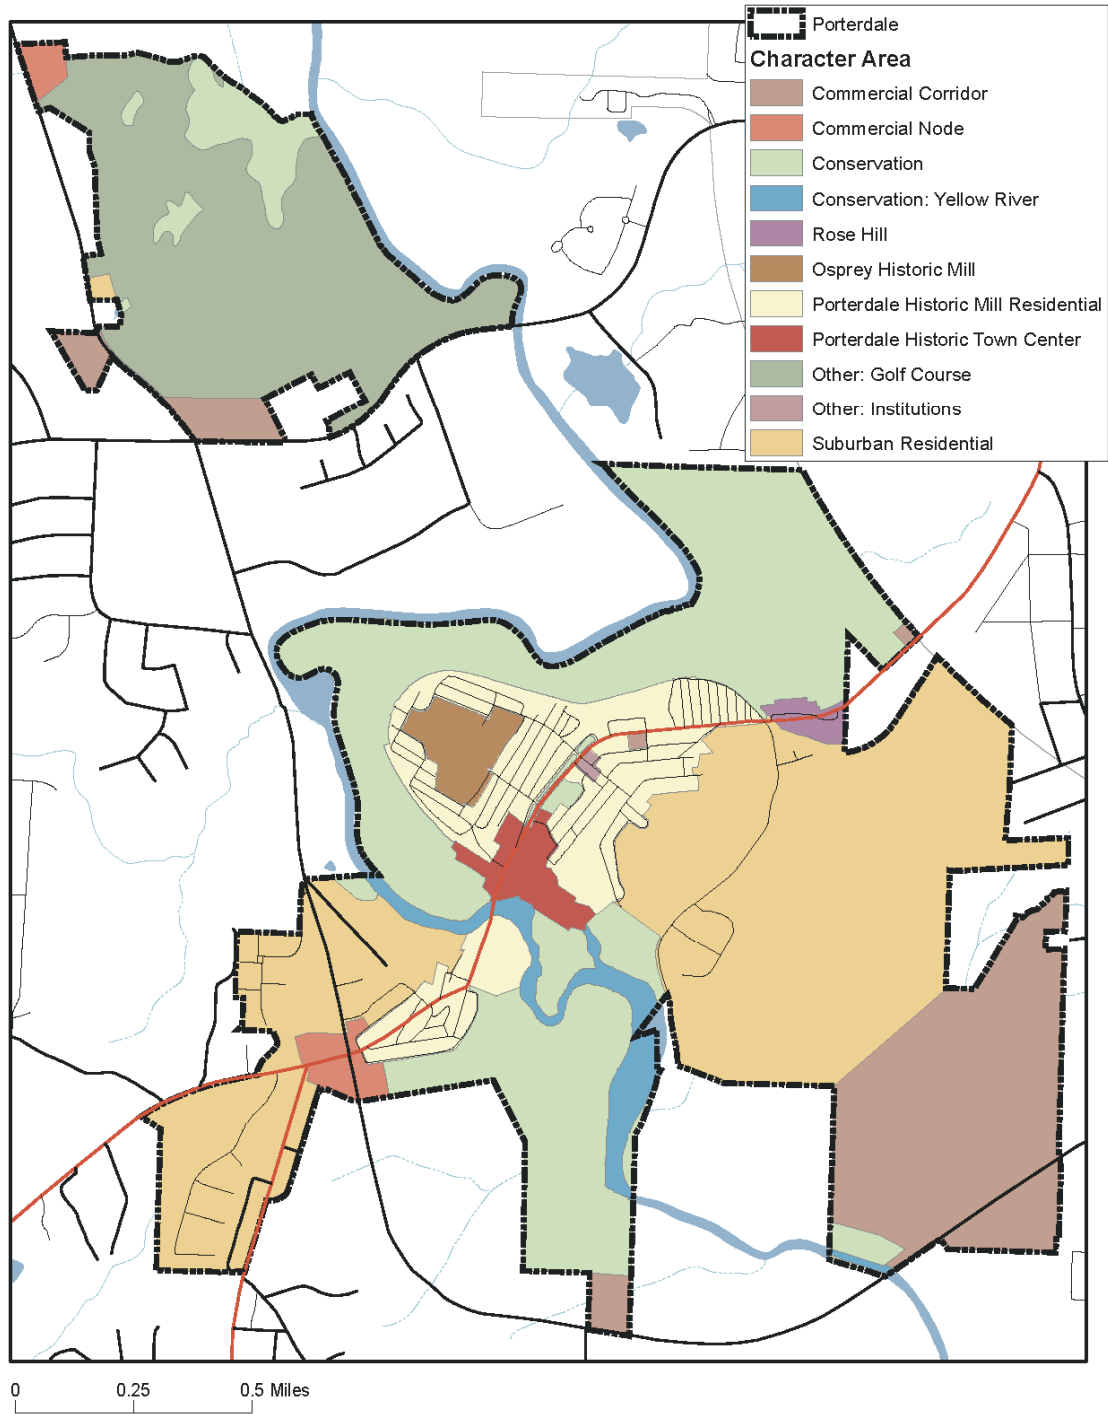 Porterdale
Character Area
Commercial Corridor
Commercial Node
Conservation
Conservation: Yellow River
Rose Hill
Osprey Historic Mill
Porterdale Historic Mill Residential
Porterdale Historic Town Center
Other: Golf Course
Other: Institutions
Suburban Residential
0 0.25 0.5 Miles